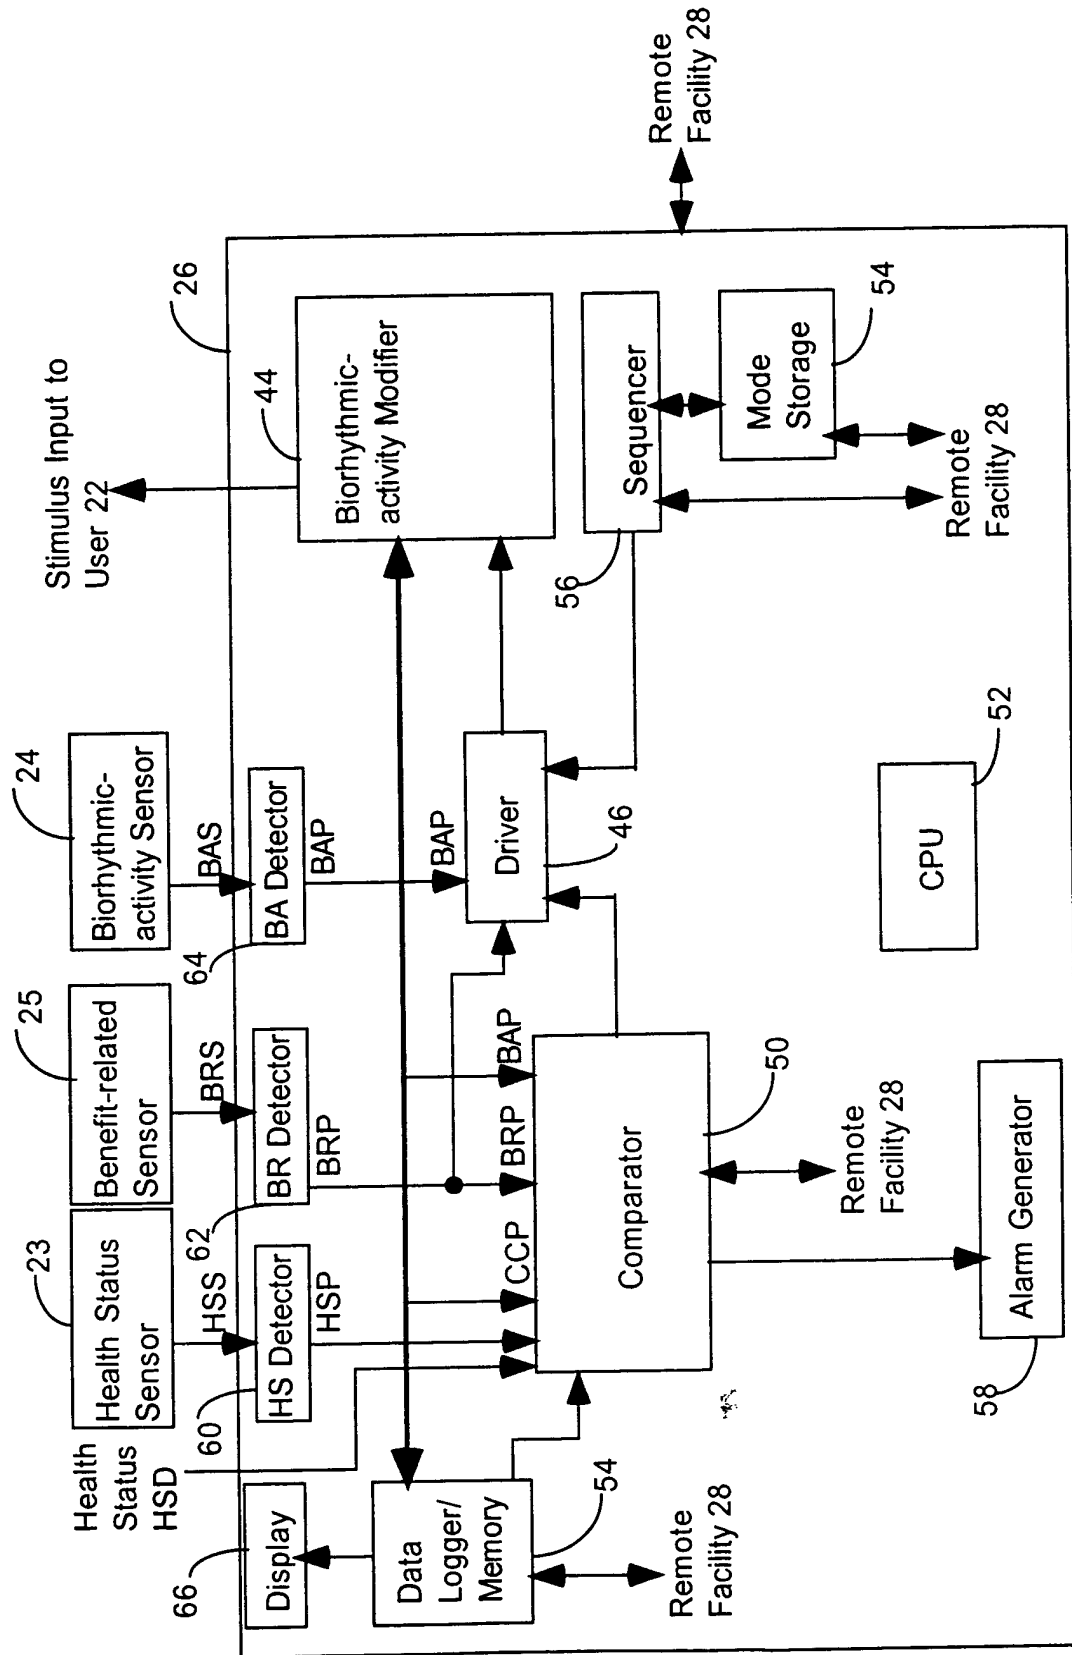 Health
Status
HSD
23
Health Status
Sensor
25
Benefit-related
Sensor
24
Biorhythmic-
activity Sensor
Stimulus Input to
User 22
26
HSS
BRS
BAS
66
Display
60
HS Detector
HSP
62
BR Detector
BRP
64
BA Detector
BAP
44
Biorhythmic-
activity Modifier
Data
Logger/
Memory
54
CCP
BRP
BAP
BAP
Driver
46
56
Sequencer
Mode
Storage
54
Remote
Facility 28
Comparator
50
Remote
Facility 28
Remote
Facility 28
Remote
Facility 28
58
Alarm Generator
CPU
52